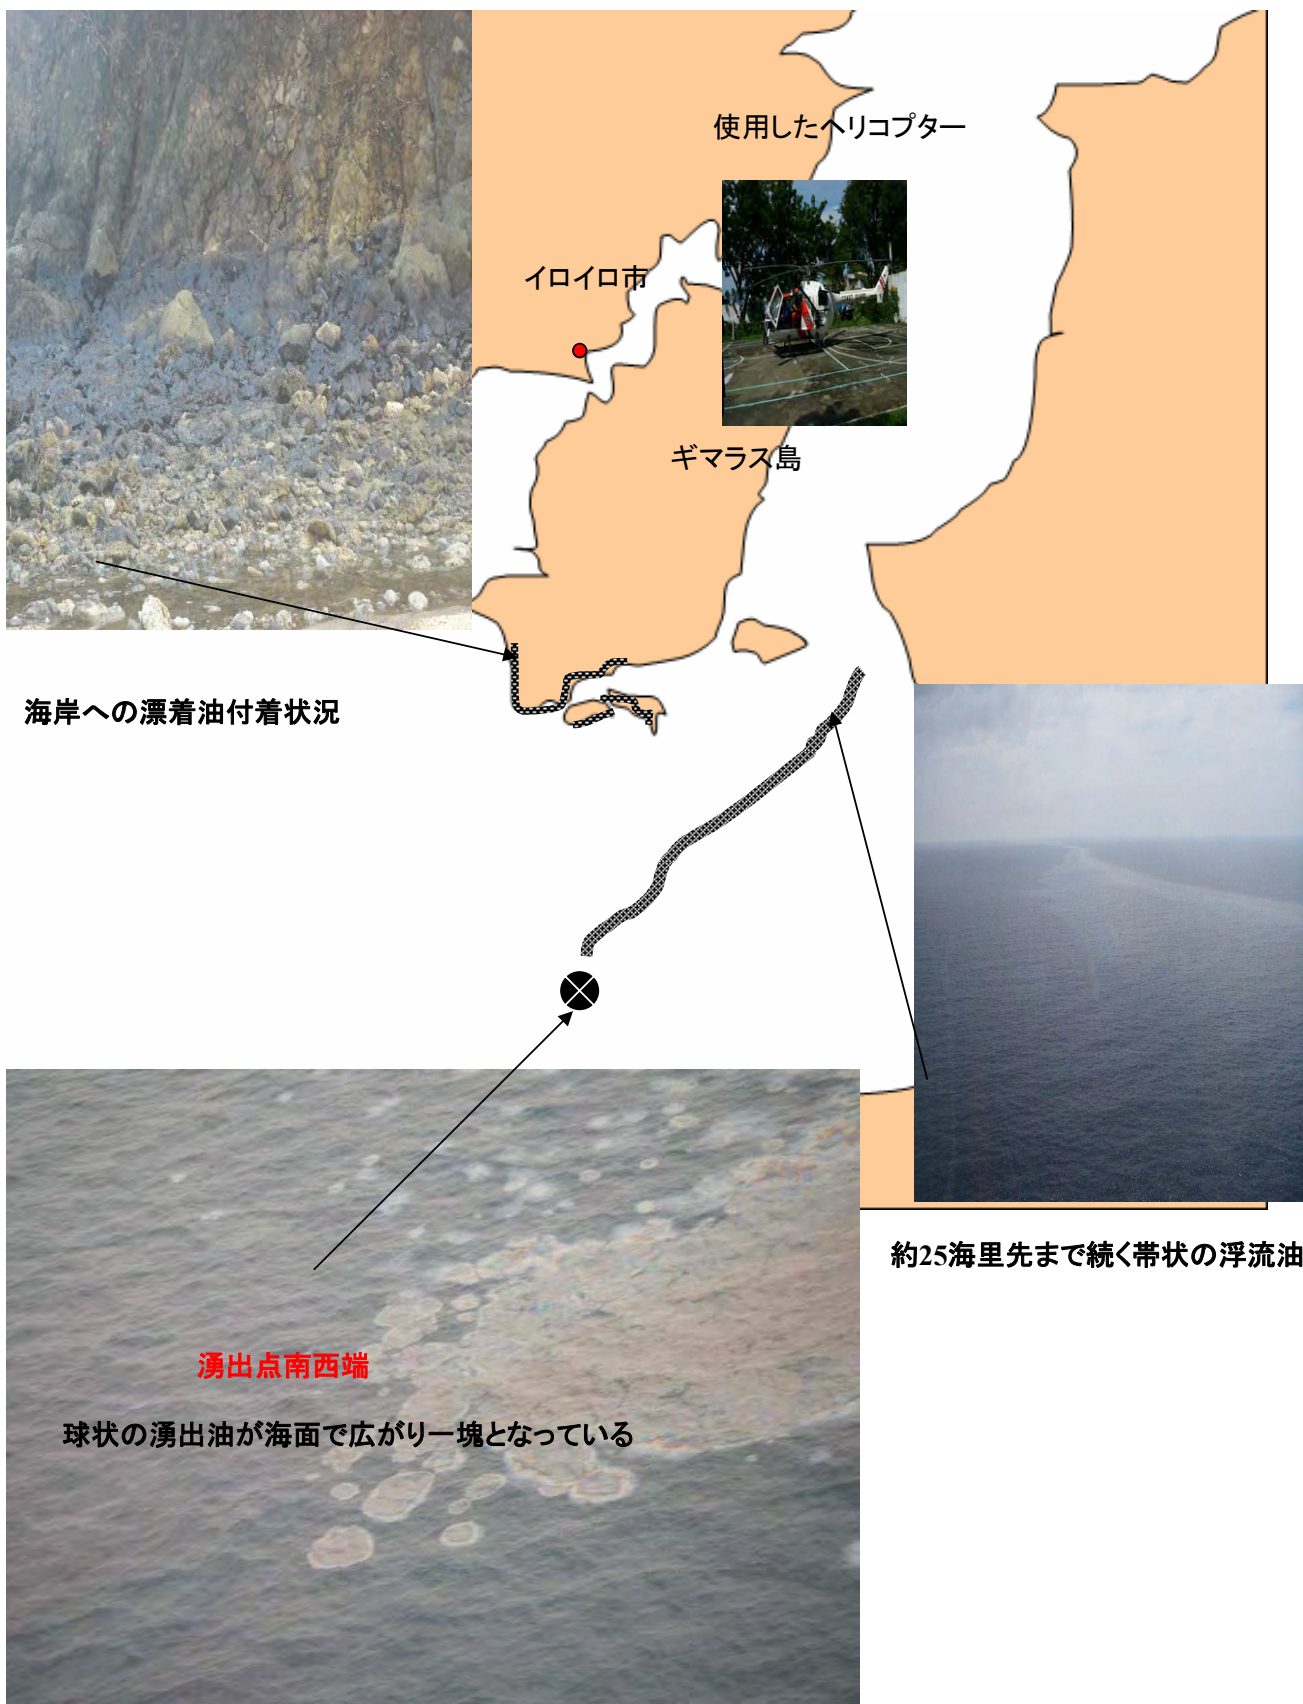 使用したヘリコプター
イロイロ市
ギマラス島
海岸への漂着油付着状況
約25海里先まで続く帯状の浮流油
湧出点南西端
球状の湧出油が海面で広がり一塊となっている